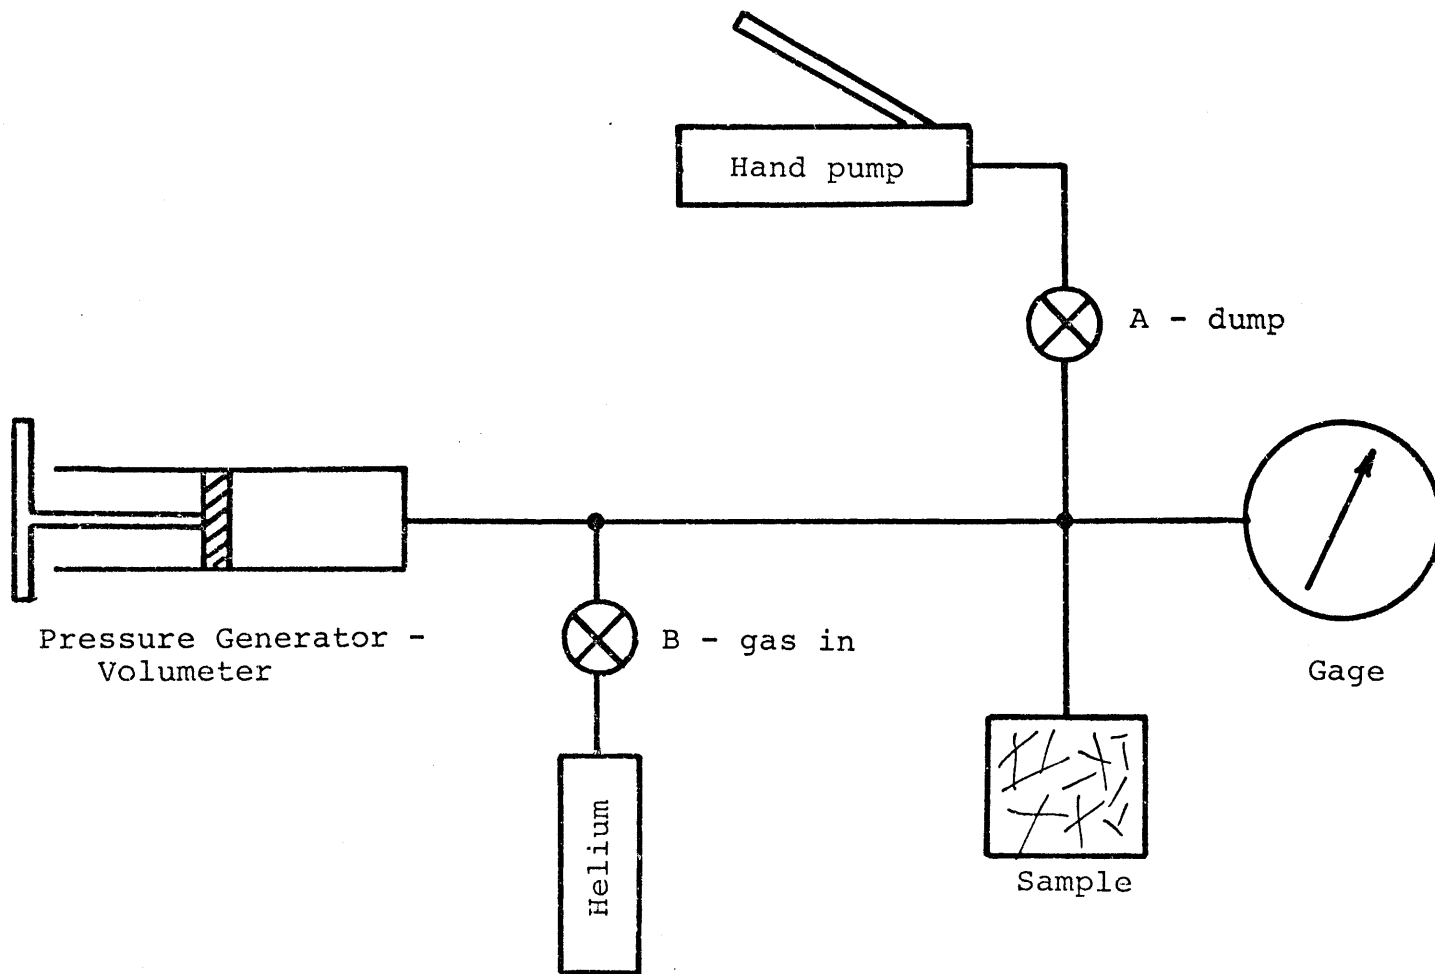 Hand pump
A - dump
Pressure Generator -
Volumeter
B - gas in
Gage
Helium
Sample